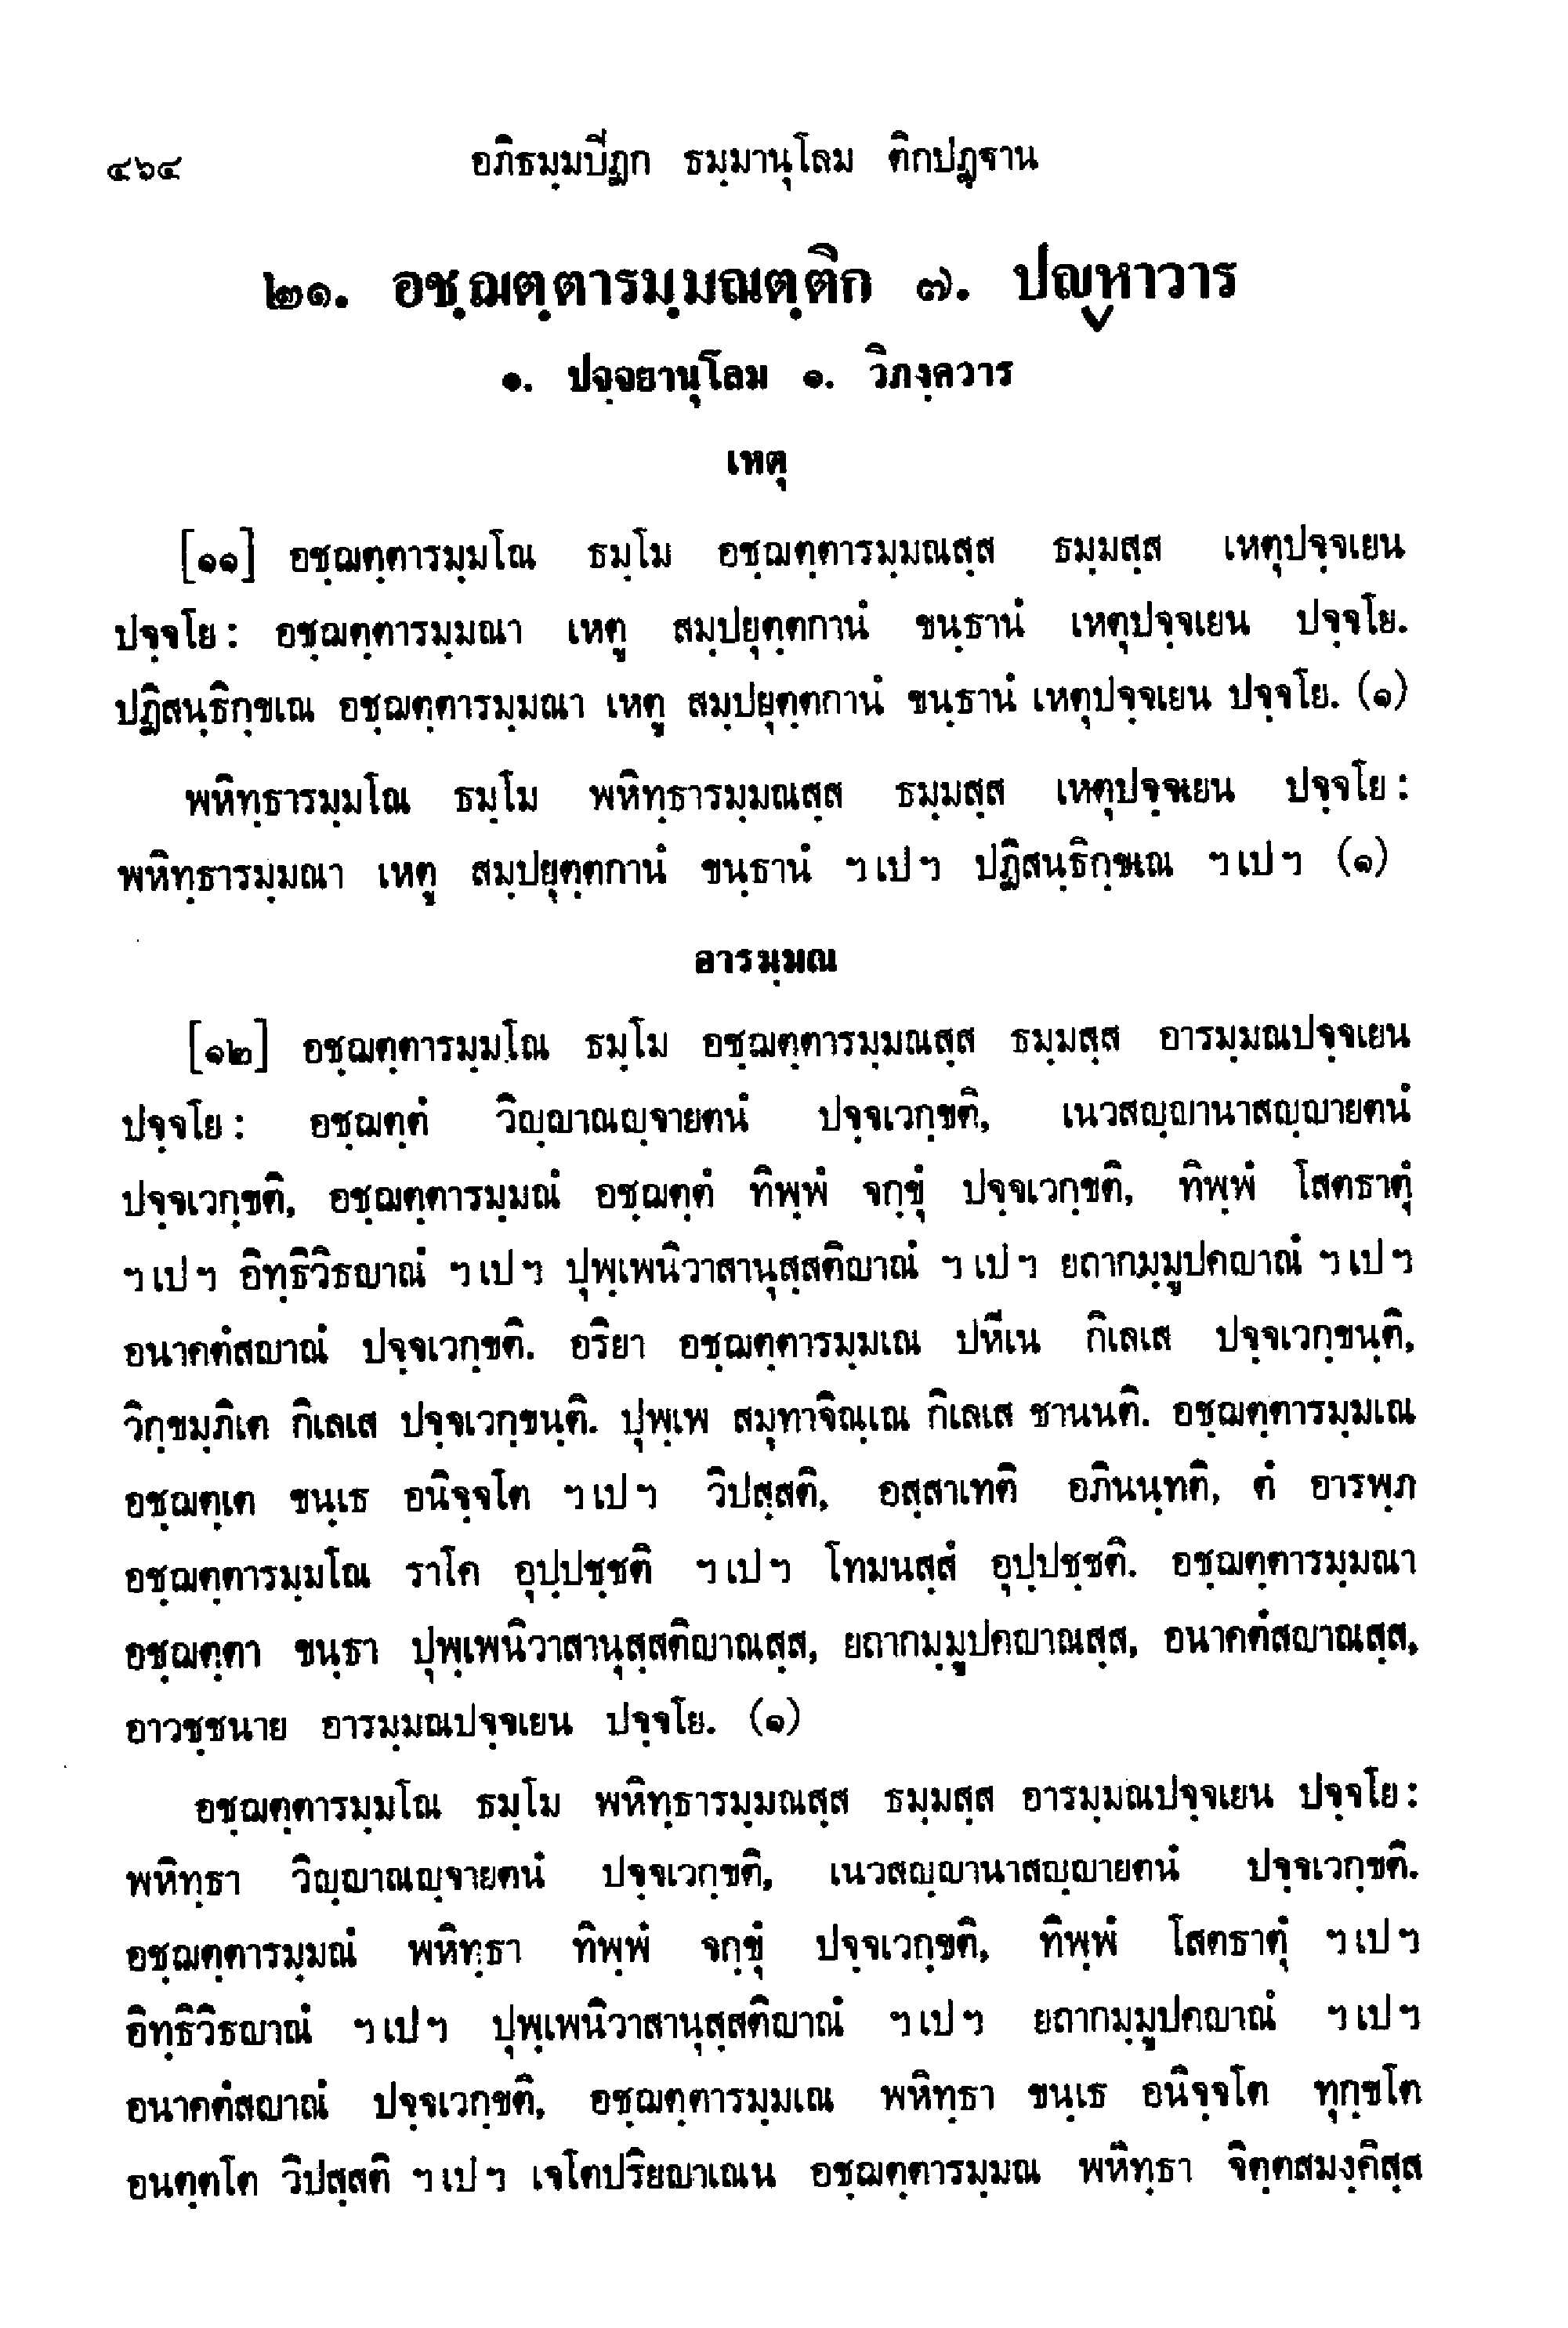 ๔๖๔ อภิธมฺมปีฏก ธมฺมานุโลม ติกปฏฺฐาน
๒๑. อชฺฌตฺตารมฺมณตฺติก ๗. ปญฺหาวาร
๑. ปจฺจยานุโลม ๑. วิภงฺควาร
เหตุ
[๑๑] อชฺฌตฺตารมฺมโณ ธมฺโม อชฺฌตฺตารมฺมณสฺส ธมฺมสฺส เหตุปจฺจเยน
ปจฺจโย : อชฺฌตฺตารมฺมณา เหตู สมฺปยุตฺตกานํ ขนฺธานํ เหตุปจฺจเยน ปจฺจโย.
ปฏิสนฺธิกฺขเณ อชฺฌตฺตารมฺมณา เหตู สมฺปยุตฺตกานํ ขนฺธานํ เหตุปจฺจเยน ปจฺจโย. (๑)
พหิทฺธารมฺมโณ ธมฺโม พหิทฺธารมฺมณสฺส ธมฺมสฺส เหตุปจฺจเยน ปจฺจโย :
พหิทฺธารมฺมณา เหตู สมฺปยุตฺตกานํ ขนฺธานํ ฯเปฯ ปฏิสนฺธิกฺขเณ ฯเปฯ (๑)
อารมฺมณ
[๑๒] อชฺฌตฺตารมฺมโณ ธมฺโม อชฺฌตฺตารมฺมณสฺส ธมฺมสฺส อารมฺมณปจฺจเยน
ปจฺจโย : อชฺฌตฺตํ วิญฺญาณญฺจายตนํ ปจฺจเวกฺขติ, เนวสญฺญานาสญฺญายตนํ
ปจฺจเวกฺขติ, อชฺฌตฺตารมฺมณํ อชฺฌตฺตํ ทิพฺพํ จกฺขุํ ปจฺจเวกฺขติ, ทิพฺพํ โสตธาตุํ
ฯเปฯ อิทฺธิวิธญาณํ ฯเปฯ ปุพฺเพนิวาสานุสฺสติญาณํ ฯเปฯ ยถากมฺมูปคญาณํ ฯเปฯ
อนาคตํสญาณํ ปจฺจเวกฺขติ. อริยา อชฺฌตฺตารมฺมเณ ปหีเน กิเลเส ปจฺจเวกฺขนฺติ,
วิกฺขมฺภิเต กิเลเส ปจฺจเวกฺขนฺติ. ปุพฺเพ สมุทาจิณฺเณ กิเลเส ชานนติ. อชฺฌตฺตารมฺมเณ
อชฺฌตฺเต ขนฺเธ อนิจฺจโต ฯเปฯ วิปสฺสติ, อสฺสาเทติ อภินนฺทติ, ตํ อารพฺภ
อชฺฌตฺตารมฺมโณ ราโค อุปฺปชฺชติ ฯเปฯ โทมนสฺสํ อุปฺปชฺชติ. อชฺฌตฺตารมฺมณา
อชฺฌตฺตา ขนฺธา ปุพฺเพนิวาสานุสฺสติญาณสฺส, ยถากมฺมูปคญาณสฺส, อนาคตํสญาณสฺส,
อาวชฺชนาย อารมฺมณปจฺจเยน ปจฺจโย. (๑)
อชฺฌตฺตารมฺมโณ ธมฺโม พหิทฺธารมฺมณสฺส ธมฺมสฺส อารมฺมณปจฺจเยน ปจฺจโย :
พหิทฺธา วิญฺญาณญฺจายตนํ ปจฺจเวกฺขติ, เนวสญฺญานาสญฺญายตนํ ปจฺจเวกฺขติ.
อชฺฌตฺตารมฺมณํ พหิทฺธา ทิพฺพํ จกฺขุํ ปจฺจเวกฺขติ, ทิพฺพํ โสตธาตุํ ฯเปฯ
อิทฺธิวิธญาณํ ฯเปฯ ปุพฺเพนิวาสานุสฺสติญาณํ ฯเปฯ ยถากมฺมูปคญาณํ ฯเปฯ
อนาคตํสญาณํ ปจฺจเวกฺขติ, อชฺฌตฺตารมฺมเณ พหิทฺธา ขนฺเธ อนิจฺจโต ทุกฺขโต
อนตฺตโต วิปสฺสติ ฯเปฯ เจโตปริยญาเณน อชฺฌตฺตารมฺมณ พหิทฺธา จิตฺตสมงฺคิสฺส